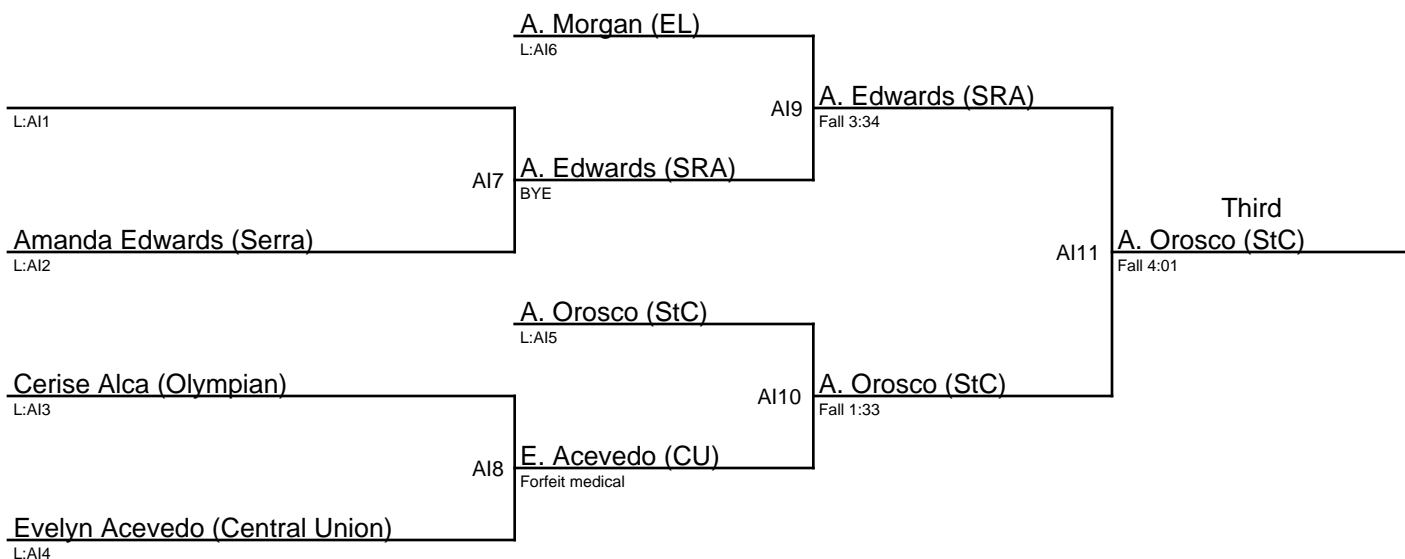 A. Morgan (EL)
L:AI6
AI9
A. Edwards (SRA)
Fall 3:34
L:AI1
AI7
A. Edwards (SRA)
BYE
Amanda Edwards (Serra)
L:AI2
Third
AI11
A. Orosco (StC)
Fall 4:01
A. Orosco (StC)
L:AI5
Cerise Alca (Olympian)
L:AI3
AI10
A. Orosco (StC)
Fall 1:33
AI8
E. Acevedo (CU)
Forfeit medical
Evelyn Acevedo (Central Union)
L:AI4